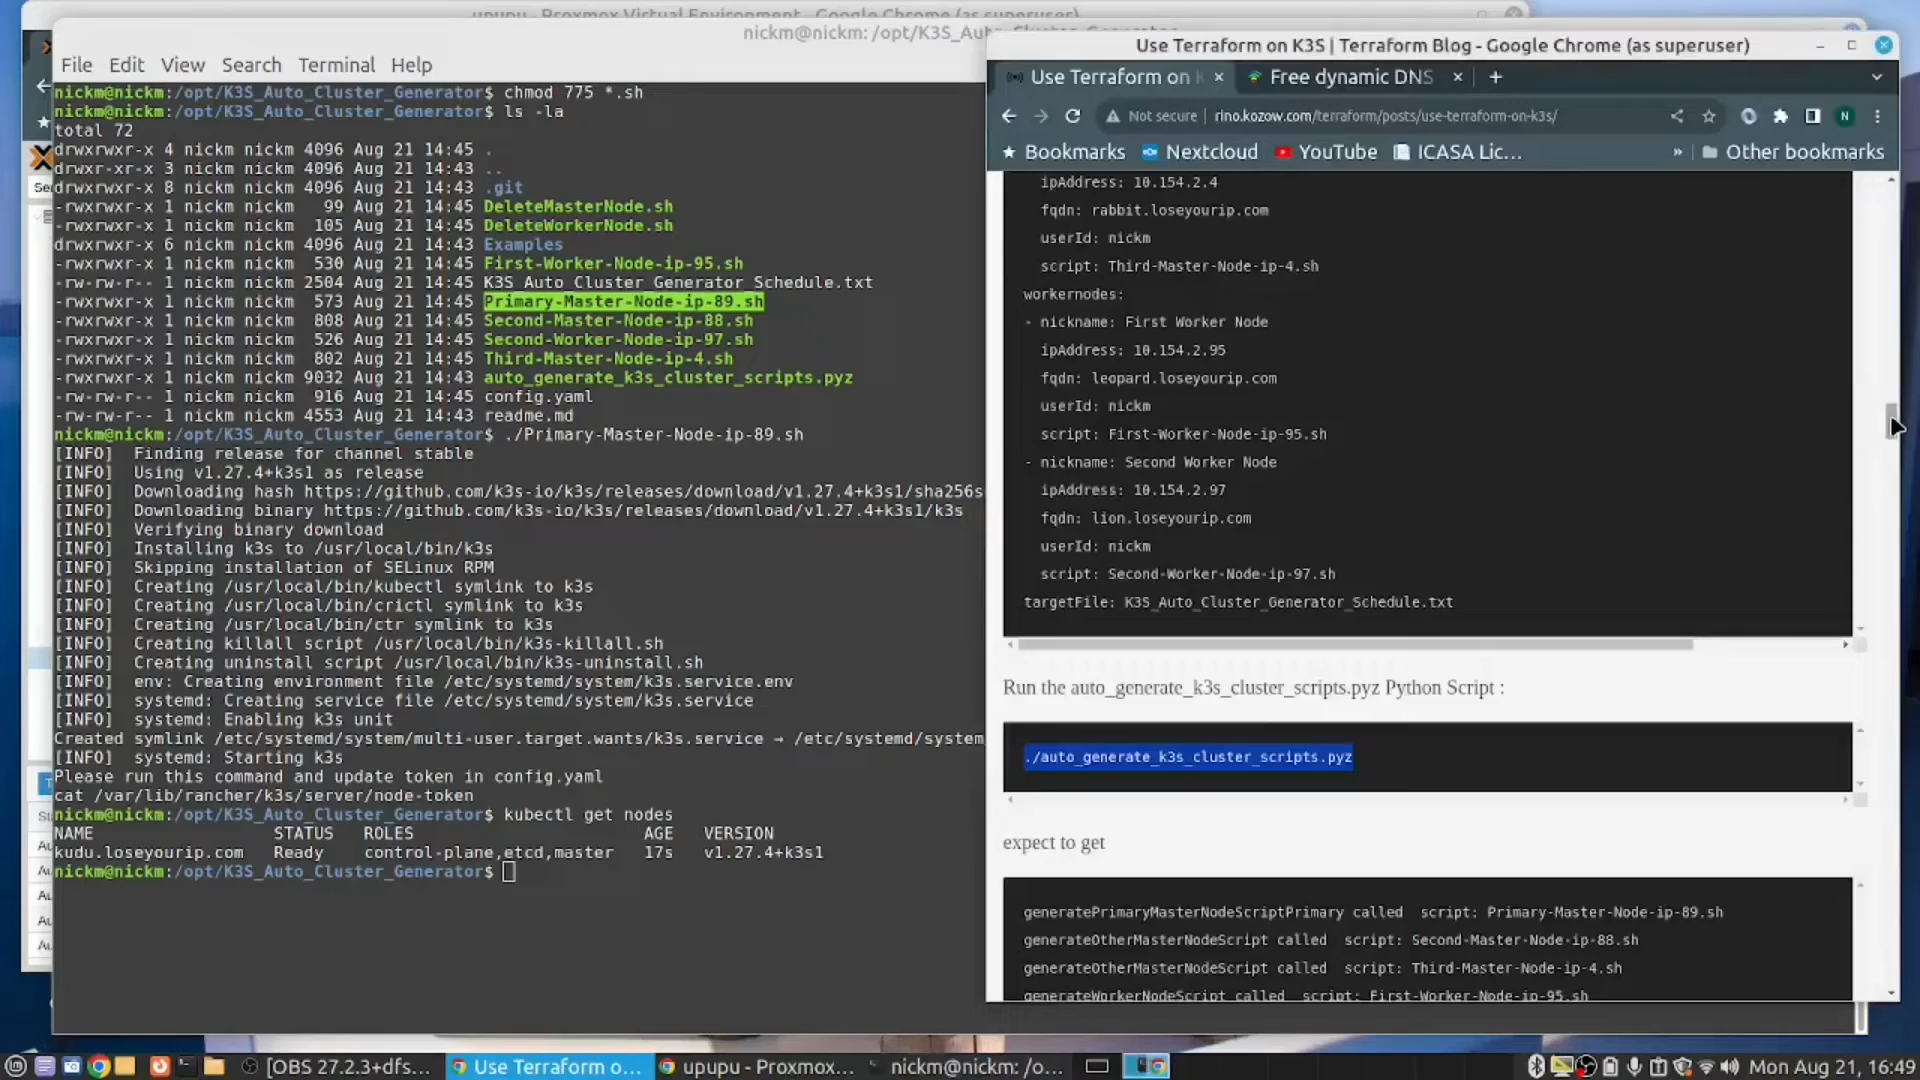 upupu - Proxmox Virtual Environment - Google Chrome (as superuser)
nickm@nickm: /opt/K3S_Auto_Cluster_Generator
File Edit View Search Terminal Help
nickm@nickm:/opt/K3S_Auto_Cluster_Generator$ chmod 775 *.sh
nickm@nickm:/opt/K3S_Auto_Cluster_Generator$ ls -la
total 72
drwxrwxr-x 4 nickm nickm 4096 Aug 21 14:45 .
drwxr-xr-x 3 nickm nickm 4096 Aug 21 14:43 ..
drwxrwxr-x 8 nickm nickm 4096 Aug 21 14:45 .git
-rwxrwxr-x 1 nickm nickm 99 Aug 21 14:45 DeleteMasterNode.sh
-rwxrwxr-x 1 nickm nickm 105 Aug 21 14:45 DeleteWorkerNode.sh
drwxrwxr-x 6 nickm nickm 4096 Aug 21 14:43 Examples
-rwxrwxr-x 1 nickm nickm 530 Aug 21 14:45 First-Worker-Node-ip-95.sh
-rw-rw-r-- 1 nickm nickm 2504 Aug 21 14:45 K3S_Auto_Cluster_Generator_Schedule.txt
-rwxrwxr-x 1 nickm nickm 573 Aug 21 14:45 Primary-Master-Node-ip-89.sh
-rwxrwxr-x 1 nickm nickm 808 Aug 21 14:45 Second-Master-Node-ip-88.sh
-rwxrwxr-x 1 nickm nickm 526 Aug 21 14:45 Second-Worker-Node-ip-97.sh
-rwxrwxr-x 1 nickm nickm 802 Aug 21 14:45 Third-Master-Node-ip-4.sh
-rwxrwxr-x 1 nickm nickm 9032 Aug 21 14:43 auto_generate_k3s_cluster_scripts.pyz
-rw-rw-r-- 1 nickm nickm 916 Aug 21 14:45 config.yaml
-rw-rw-r-- 1 nickm nickm 4553 Aug 21 14:43 readme.md
nickm@nickm:/opt/K3S_Auto_Cluster_Generator$ ./Primary-Master-Node-ip-89.sh
[INFO] Finding release for channel stable
[INFO] Using v1.27.4+k3s1 as release
[INFO] Downloading hash https://github.com/k3s-io/k3s/releases/download/v1.27.4+k3s1/sha256s
[INFO] Downloading binary https://github.com/k3s-io/k3s/releases/download/v1.27.4+k3s1/k3s
[INFO] Verifying binary download
[INFO] Installing k3s to /usr/local/bin/k3s
[INFO] Skipping installation of SELinux RPM
[INFO] Creating /usr/local/bin/kubectl symlink to k3s
[INFO] Creating /usr/local/bin/crictl symlink to k3s
[INFO] Creating /usr/local/bin/ctr symlink to k3s
[INFO] Creating killall script /usr/local/bin/k3s-killall.sh
[INFO] Creating uninstall script /usr/local/bin/k3s-uninstall.sh
[INFO] env: Creating environment file /etc/systemd/system/k3s.service.env
[INFO] systemd: Creating service file /etc/systemd/system/k3s.service
[INFO] systemd: Enabling k3s unit
Created symlink /etc/systemd/system/multi-user.target.wants/k3s.service → /etc/systemd/system
[INFO] systemd: Starting k3s
Please run this command and update token in config.yaml
cat /var/lib/rancher/k3s/server/node-token
nickm@nickm:/opt/K3S_Auto_Cluster_Generator$ kubectl get nodes
NAME STATUS ROLES AGE VERSION
kudu.loseyourip.com Ready control-plane,etcd,master 17s v1.27.4+k3s1
nickm@nickm:/opt/K3S_Auto_Cluster_Generator$
Use Terraform on K3S | Terraform Blog - Google Chrome (as superuser)
Use Terraform on Free dynamic DNS
Not secure rino.kozow.com/terraform/posts/use-terraform-on-k3s/
Bookmarks Nextcloud YouTube ICASA Lic... » Other bookmarks
ipAddress: 10.154.2.4
fqdn: rabbit.loseyourip.com
userId: nickm
script: Third-Master-Node-ip-4.sh
workernodes:
- nickname: First Worker Node
ipAddress: 10.154.2.95
fqdn: leopard.loseyourip.com
userId: nickm
script: First-Worker-Node-ip-95.sh
- nickname: Second Worker Node
ipAddress: 10.154.2.97
fqdn: lion.loseyourip.com
userId: nickm
script: Second-Worker-Node-ip-97.sh
targetFile: K3S_Auto_Cluster_Generator_Schedule.txt
Run the auto_generate_k3s_cluster_scripts.pyz Python Script :
./auto_generate_k3s_cluster_scripts.pyz
expect to get
generatePrimaryMasterNodeScriptPrimary called script: Primary-Master-Node-ip-89.sh
generateOtherMasterNodeScript called script: Second-Master-Node-ip-88.sh
generateOtherMasterNodeScript called script: Third-Master-Node-ip-4.sh
generateWorkerNodeScript called script: First-Worker-Node-ip-95.sh
[OBS 27.2.3+dfs... Use Terraform o... upupu - Proxmox... nickm@nickm: /o... Mon Aug 21, 16:49